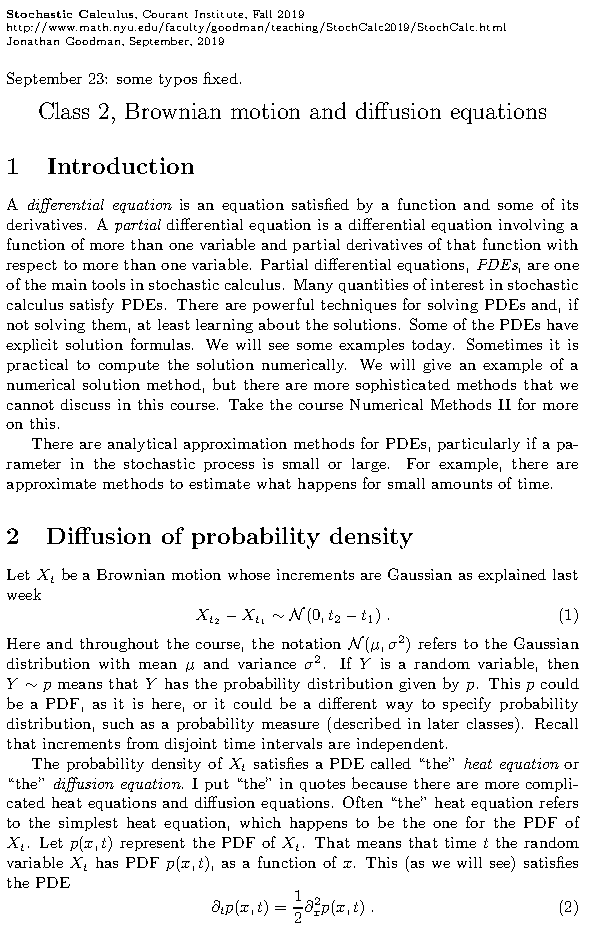 Stochastic Calculus, Courant Institute, Fall 2019
http://www.math.nyu.edu/faculty/goodman/teaching/StochCalc2019/StochCalc.html
Jonathan Goodman, September, 2019
September 23: some typos fixed.
Class 2, Brownian motion and diffusion equations
1 Introduction
A differential equation is an equation satisfied by a function and some of its
derivatives. A partial differential equation is a differential equation involving a
function of more than one variable and partial derivatives of that function with
respect to more than one variable. Partial differential equations, PDEs, are one
of the main tools in stochastic calculus. Many quantities of interest in stochastic
calculus satisfy PDEs. There are powerful techniques for solving PDEs and, if
not solving them, at least learning about the solutions. Some of the PDEs have
explicit solution formulas. We will see some examples today. Sometimes it is
practical to compute the solution numerically. We will give an example of a
numerical solution method, but there are more sophisticated methods that we
cannot discuss in this course. Take the course Numerical Methods II for more
on this.
There are analytical approximation methods for PDEs, particularly if a pa-
rameter in the stochastic process is small or large. For example, there are
approximate methods to estimate what happens for small amounts of time.
2 Diffusion of probability density
Let X_t be a Brownian motion whose increments are Gaussian as explained last
week
X_{t_2} − X_{t_1} ∼ 𝒩(0, t_2 − t_1) . (1)
Here and throughout the course, the notation 𝒩(μ, σ²) refers to the Gaussian
distribution with mean μ and variance σ². If Y is a random variable, then
Y ∼ p means that Y has the probability distribution given by p. This p could
be a PDF, as it is here, or it could be a different way to specify probability
distribution, such as a probability measure (described in later classes). Recall
that increments from disjoint time intervals are independent.
The probability density of X_t satisfies a PDE called “the” heat equation or
“the” diffusion equation. I put “the” in quotes because there are more compli-
cated heat equations and diffusion equations. Often “the” heat equation refers
to the simplest heat equation, which happens to be the one for the PDF of
X_t. Let p(x, t) represent the PDF of X_t. That means that time t the random
variable X_t has PDF p(x, t), as a function of x. This (as we will see) satisfies
the PDE
∂_t p(x, t) = 1/2 ∂_x² p(x, t) . (2)